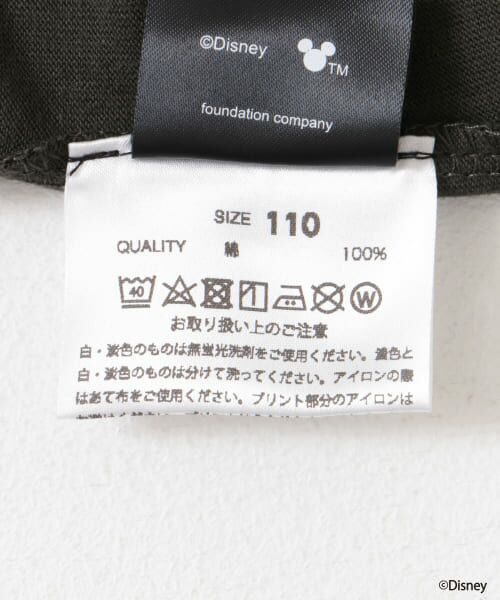 ©Disney
TM
foundation company
SIZE 110
QUALITY 綿 100%
40
W
お取り扱い上のご注意
白・淡色のものは無蛍光洗剤をご使用ください。濃色と
白・淡色のものは分けて洗ってください。アイロンの際
はあて布をご使用ください。プリント部分のアイロンは
©Disney